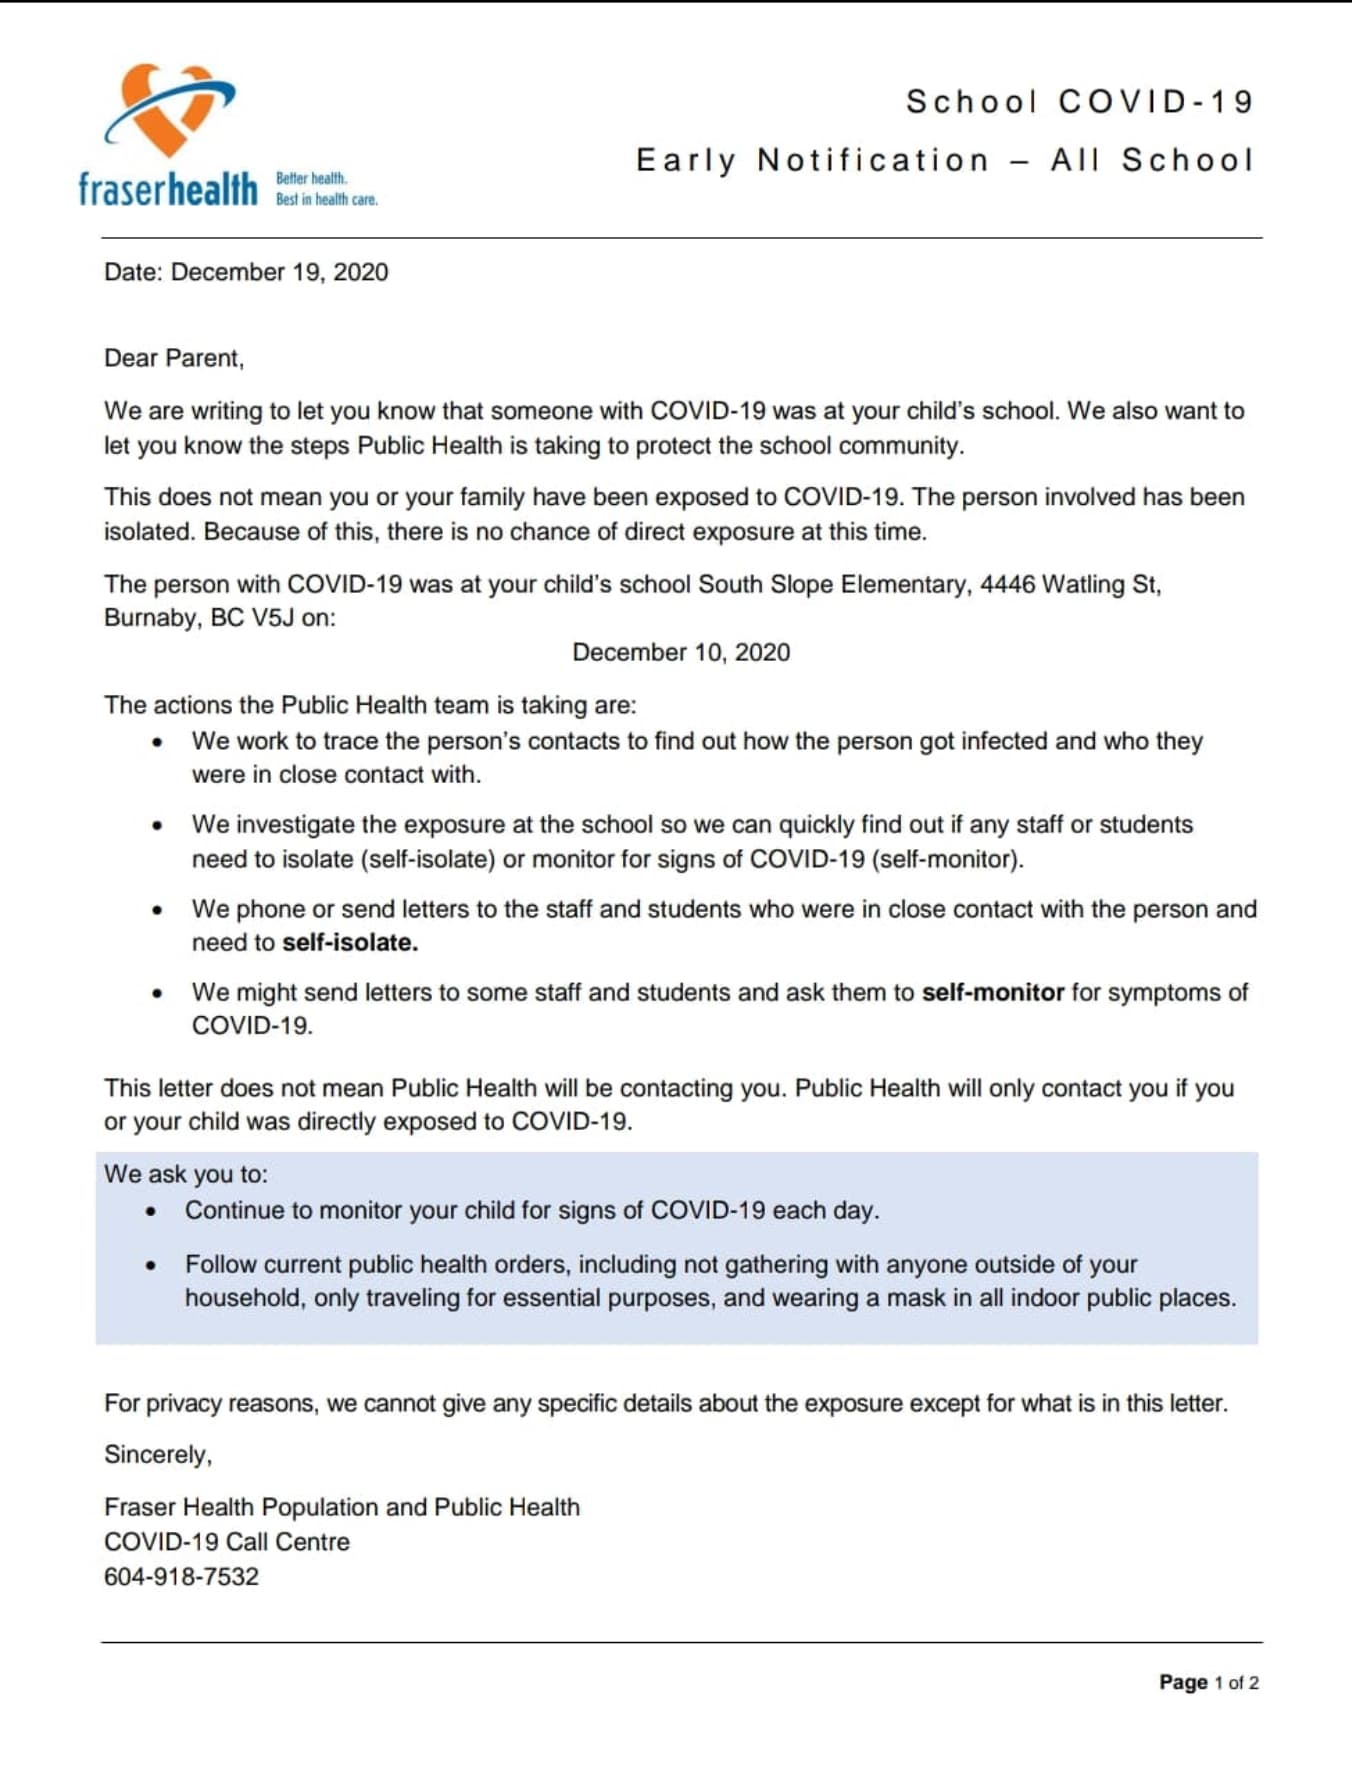 fraserhealth
Better health.
Best in health care.
School COVID-19
Early Notification – All School
Date: December 19, 2020
Dear Parent,
We are writing to let you know that someone with COVID-19 was at your child's school. We also want to
let you know the steps Public Health is taking to protect the school community.
This does not mean you or your family have been exposed to COVID-19. The person involved has been
isolated. Because of this, there is no chance of direct exposure at this time.
The person with COVID-19 was at your child's school South Slope Elementary, 4446 Watling St,
Burnaby, BC V5J on:
December 10, 2020
The actions the Public Health team is taking are:
• We work to trace the person's contacts to find out how the person got infected and who they
were in close contact with.
• We investigate the exposure at the school so we can quickly find out if any staff or students
need to isolate (self-isolate) or monitor for signs of COVID-19 (self-monitor).
• We phone or send letters to the staff and students who were in close contact with the person and
need to self-isolate.
• We might send letters to some staff and students and ask them to self-monitor for symptoms of
COVID-19.
This letter does not mean Public Health will be contacting you. Public Health will only contact you if you
or your child was directly exposed to COVID-19.
We ask you to:
• Continue to monitor your child for signs of COVID-19 each day.
• Follow current public health orders, including not gathering with anyone outside of your
household, only traveling for essential purposes, and wearing a mask in all indoor public places.
For privacy reasons, we cannot give any specific details about the exposure except for what is in this letter.
Sincerely,
Fraser Health Population and Public Health
COVID-19 Call Centre
604-918-7532
Page 1 of 2